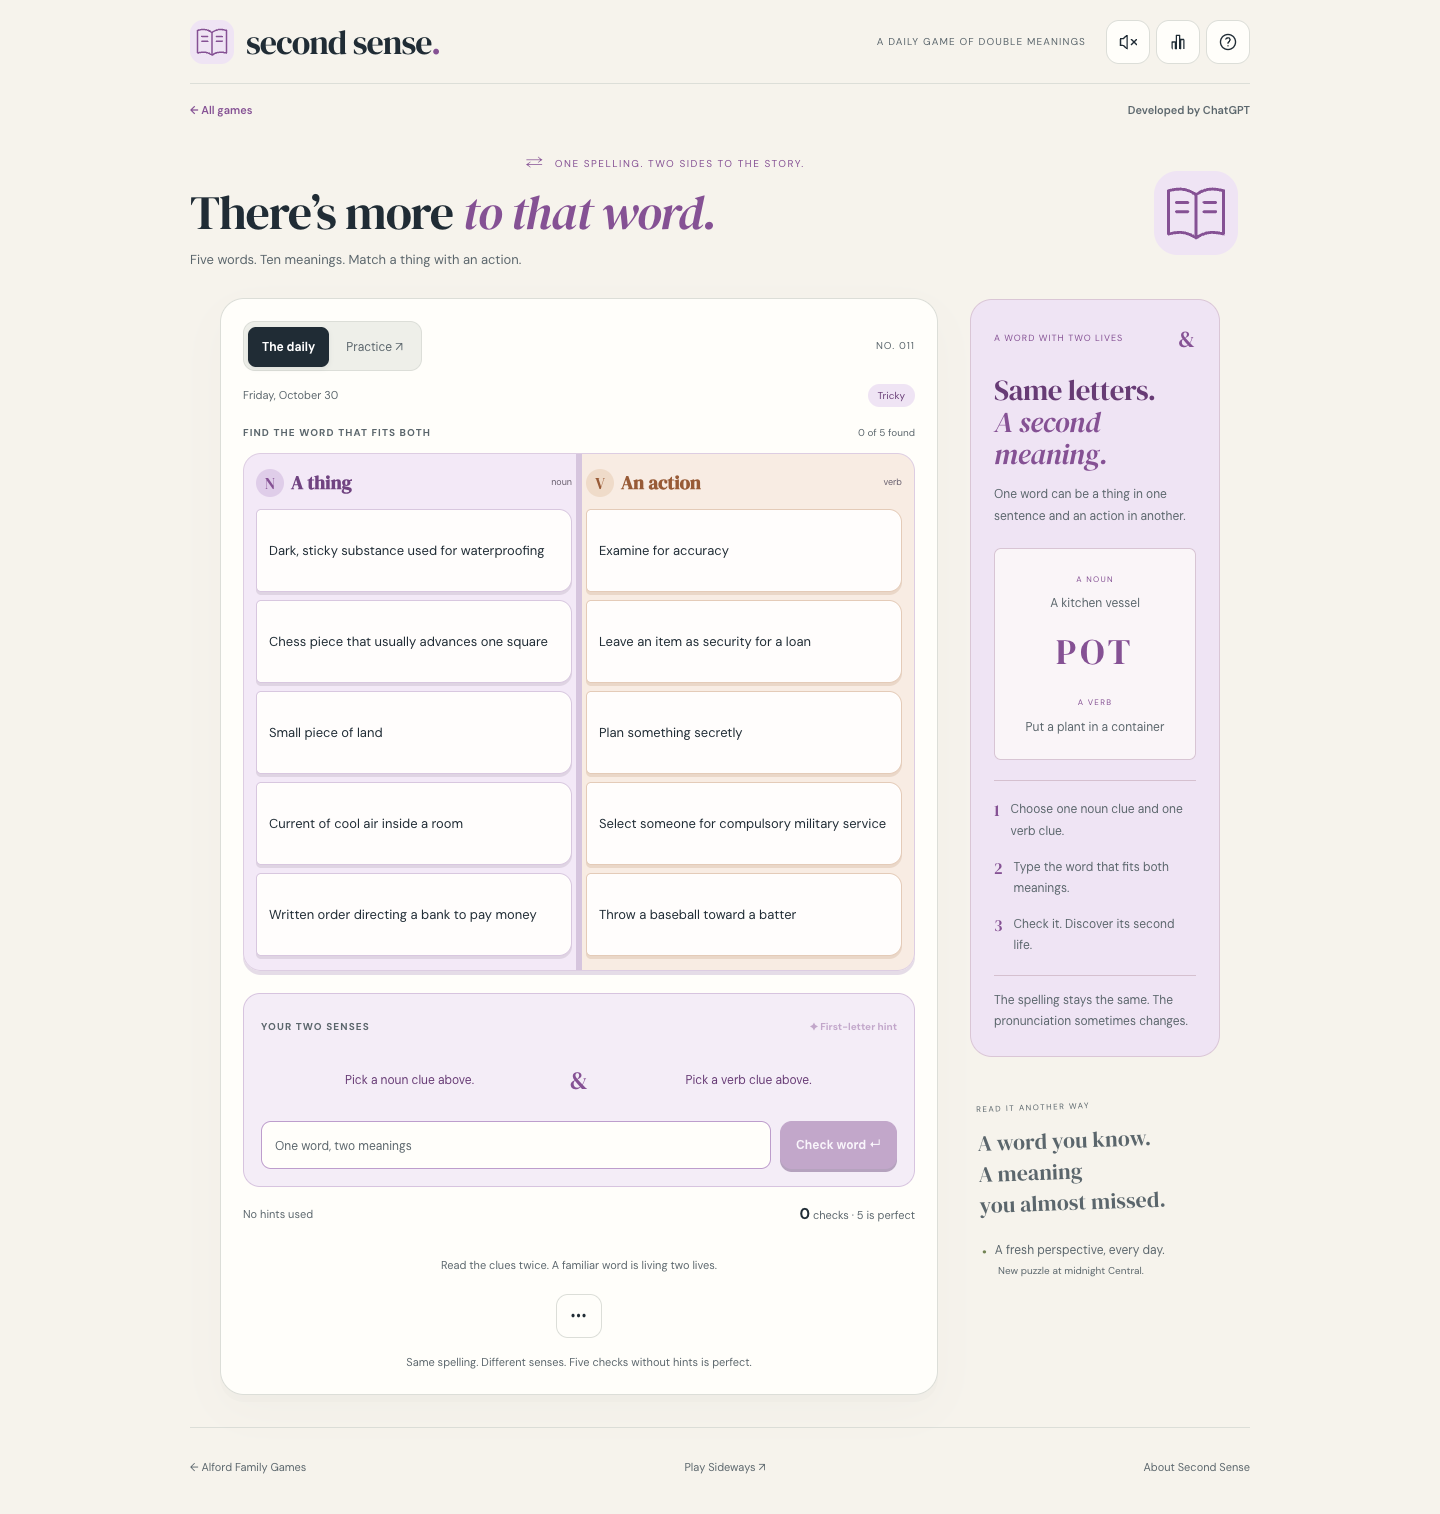 second sense.
A DAILY GAME OF DOUBLE MEANINGS
← All games
Developed by ChatGPT
ONE SPELLING. TWO SIDES TO THE STORY.
There's more to that word.
Five words. Ten meanings. Match a thing with an action.
The daily
Practice ↗
NO. 011
Friday, October 30
Tricky
FIND THE WORD THAT FITS BOTH
0 of 5 found
N A thing noun
V An action verb
Dark, sticky substance used for waterproofing
Examine for accuracy
Chess piece that usually advances one square
Leave an item as security for a loan
Small piece of land
Plan something secretly
Current of cool air inside a room
Select someone for compulsory military service
Written order directing a bank to pay money
Throw a baseball toward a batter
YOUR TWO SENSES
✦ First-letter hint
Pick a noun clue above.
&
Pick a verb clue above.
One word, two meanings
Check word ↵
No hints used
0 checks · 5 is perfect
Read the clues twice. A familiar word is living two lives.
•••
Same spelling. Different senses. Five checks without hints is perfect.
A WORD WITH TWO LIVES
&
Same letters.
A second
meaning.
One word can be a thing in one
sentence and an action in another.
A NOUN
A kitchen vessel
POT
A VERB
Put a plant in a container
1 Choose one noun clue and one
verb clue.
2 Type the word that fits both
meanings.
3 Check it. Discover its second
life.
The spelling stays the same. The
pronunciation sometimes changes.
READ IT ANOTHER WAY
A word you know.
A meaning
you almost missed.
• A fresh perspective, every day.
New puzzle at midnight Central.
← Alford Family Games
Play Sideways ↗
About Second Sense